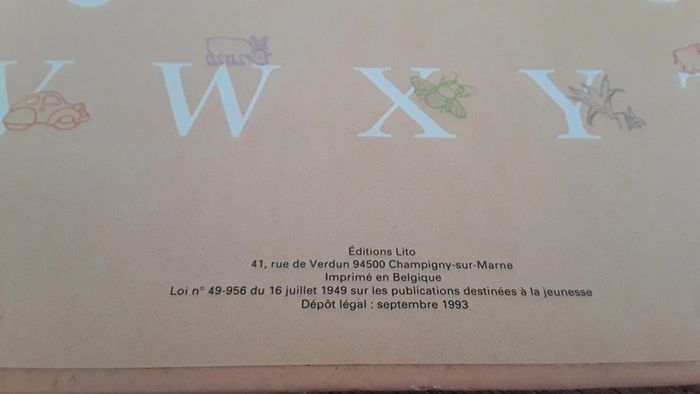 V W X Y
Éditions Lito
41, rue de Verdun 94500 Champigny-sur-Marne
Imprimé en Belgique
Loi n° 49-956 du 16 juillet 1949 sur les publications destinées à la jeunesse
Dépôt légal : septembre 1993